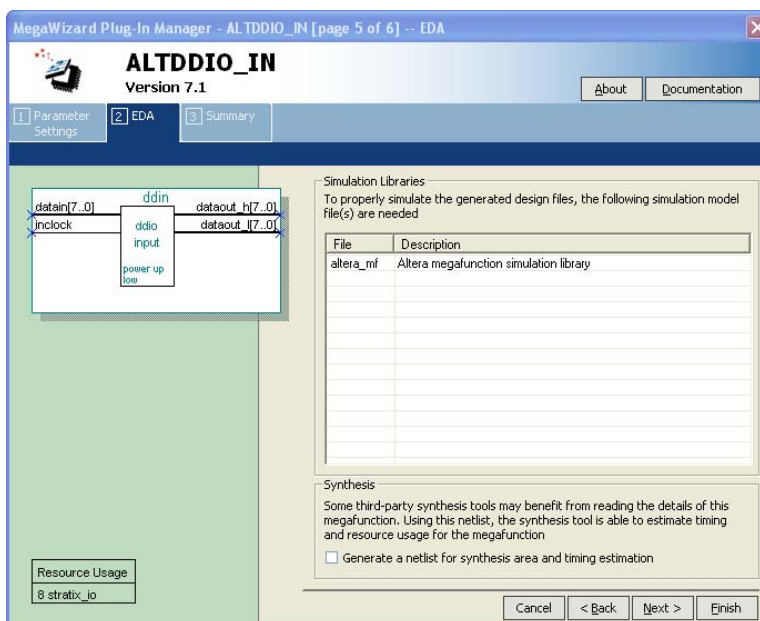 MegaWizard Plug-In Manager - ALTDDIO_IN [page 5 of 6] -- EDA
ALTDDIO_IN
Version 7.1
About
Documentation
1 Parameter Settings
2 EDA
3 Summary
ddin
datain[7..0]
dataout_h[7..0]
inclock
ddio
dataout_l[7..0]
input
power up
low
Resource Usage
8 stratix_io
Simulation Libraries
To properly simulate the generated design files, the following simulation model
file(s) are needed
File Description
altera_mf Altera megafunction simulation library
Synthesis
Some third-party synthesis tools may benefit from reading the details of this
megafunction. Using this netlist, the synthesis tool is able to estimate timing
and resource usage for the megafunction
Generate a netlist for synthesis area and timing estimation
Cancel
< Back
Next >
Finish